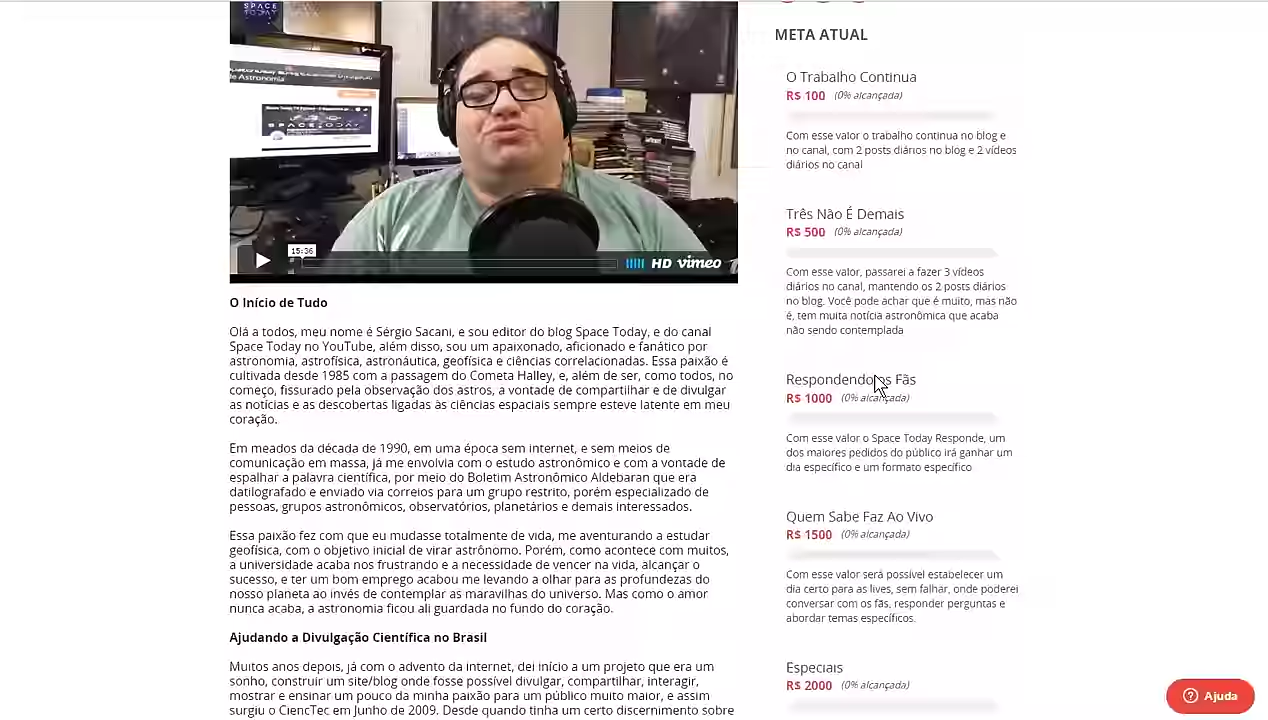 SPACE
TODAY
15:36
HD vimeo
O Início de Tudo
Olá a todos, meu nome é Sérgio Sacani, e sou editor do blog Space Today, e do canal
Space Today no YouTube, além disso, sou um apaixonado, aficionado e fanático por
astronomia, astrofísica, astronáutica, geofísica e ciências correlacionadas. Essa paixão é
cultivada desde 1985 com a passagem do Cometa Halley, e, além de ser, como todos, no
começo, fissurado pela observação dos astros, a vontade de compartilhar e de divulgar
as notícias e as descobertas ligadas às ciências espaciais sempre esteve latente em meu
coração.
Em meados da década de 1990, em uma época sem internet, e sem meios de
comunicação em massa, já me envolvia com o estudo astronômico e com a vontade de
espalhar a palavra científica, por meio do Boletim Astronômico Aldebaran que era
datilografado e enviado via correios para um grupo restrito, porém especializado de
pessoas, grupos astronômicos, observatórios, planetários e demais interessados.
Essa paixão fez com que eu mudasse totalmente de vida, me aventurando a estudar
geofísica, com o objetivo inicial de virar astrônomo. Porém, como acontece com muitos,
a universidade acaba nos frustrando e a necessidade de vencer na vida, alcançar o
sucesso, e ter um bom emprego acabou me levando a olhar para as profundezas do
nosso planeta ao invés de contemplar as maravilhas do universo. Mas como o amor
nunca acaba, a astronomia ficou ali guardada no fundo do coração.
Ajudando a Divulgação Científica no Brasil
Muitos anos depois, já com o advento da internet, dei início a um projeto que era um
sonho, construir um site/blog onde fosse possível divulgar, compartilhar, interagir,
mostrar e ensinar um pouco da minha paixão para um público muito maior, e assim
surgiu o CiencTec em Junho de 2009. Desde quando tinha um certo discernimento sobre
META ATUAL
O Trabalho Continua
R$ 100 (0% alcançada)
Com esse valor o trabalho continua no blog e
no canal, com 2 posts diários no blog e 2 vídeos
diários no canal
Três Não É Demais
R$ 500 (0% alcançada)
Com esse valor, passarei a fazer 3 vídeos
diários no canal, mantendo os 2 posts diários
no blog. Você pode achar que é muito, mas não
é, tem muita notícia astronômica que acaba
não sendo contemplada
Respondendo os Fãs
R$ 1000 (0% alcançada)
Com esse valor o Space Today Responde, um
dos maiores pedidos do público irá ganhar um
dia específico e um formato específico
Quem Sabe Faz Ao Vivo
R$ 1500 (0% alcançada)
Com esse valor será possível estabelecer um
dia certo para as lives, sem falhar, onde poderei
conversar com os fãs, responder perguntas e
abordar temas específicos.
Especiais
R$ 2000 (0% alcançada)
Ajuda